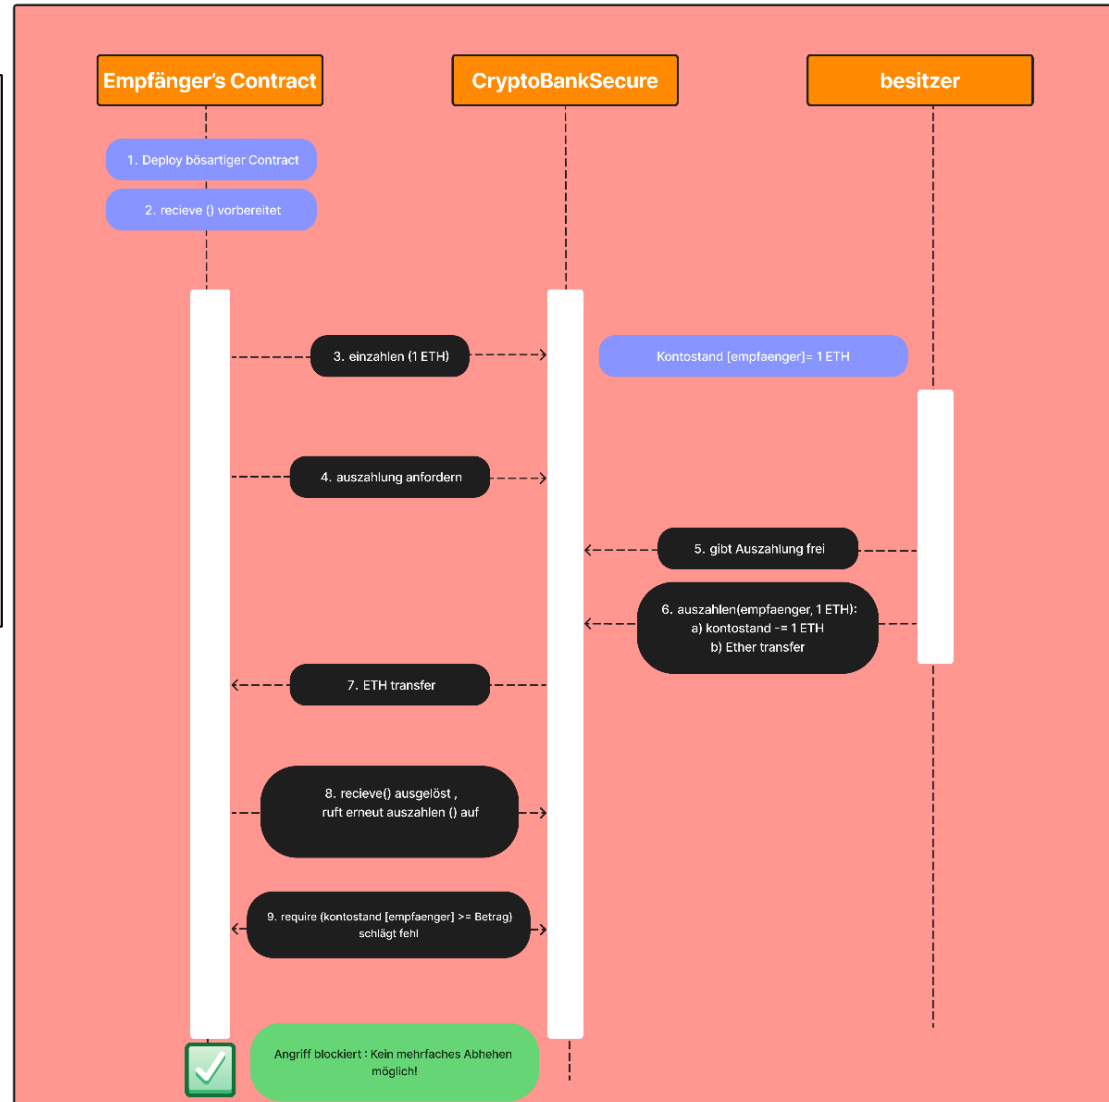 Empfänger's Contract
CryptoBankSecure
besitzer
1. Deploy bösartiger Contract
2. recieve () vorbereitet
3. einzahlen (1 ETH)
Kontostand [empfaenger]= 1 ETH
4. auszahlung anfordern
5. gibt Auszahlung frei
6. auszahlen(empfaenger, 1 ETH):
a) kontostand -= 1 ETH
b) Ether transfer
7. ETH transfer
8. recieve() ausgelöst ,
ruft erneut auszahlen () auf
9. require (kontostand [empfaenger] >= Betrag)
schlägt fehl
Angriff blockiert : Kein mehrfaches Abhehen
möglich!